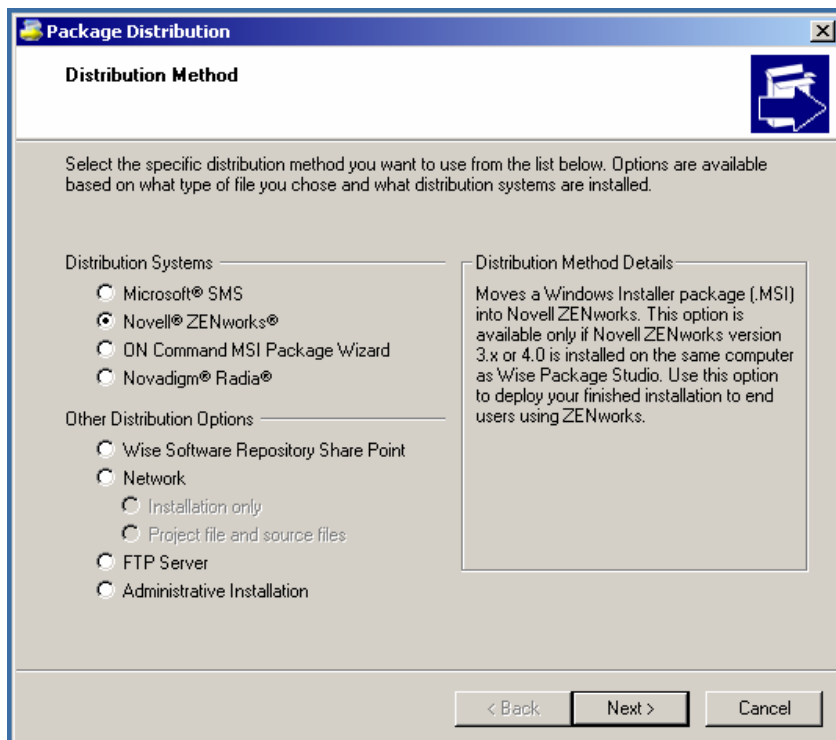 Package Distribution
Distribution Method
Select the specific distribution method you want to use from the list below. Options are available
based on what type of file you chose and what distribution systems are installed.
Distribution Systems
Microsoft® SMS
Novell® ZENworks®
ON Command MSI Package Wizard
Novadigm® Radia®
Other Distribution Options
Wise Software Repository Share Point
Network
Installation only
Project file and source files
FTP Server
Administrative Installation
Distribution Method Details
Moves a Windows Installer package (.MSI)
into Novell ZENworks. This option is
available only if Novell ZENworks version
3.x or 4.0 is installed on the same computer
as Wise Package Studio. Use this option
to deploy your finished installation to end
users using ZENworks.
< Back
Next >
Cancel